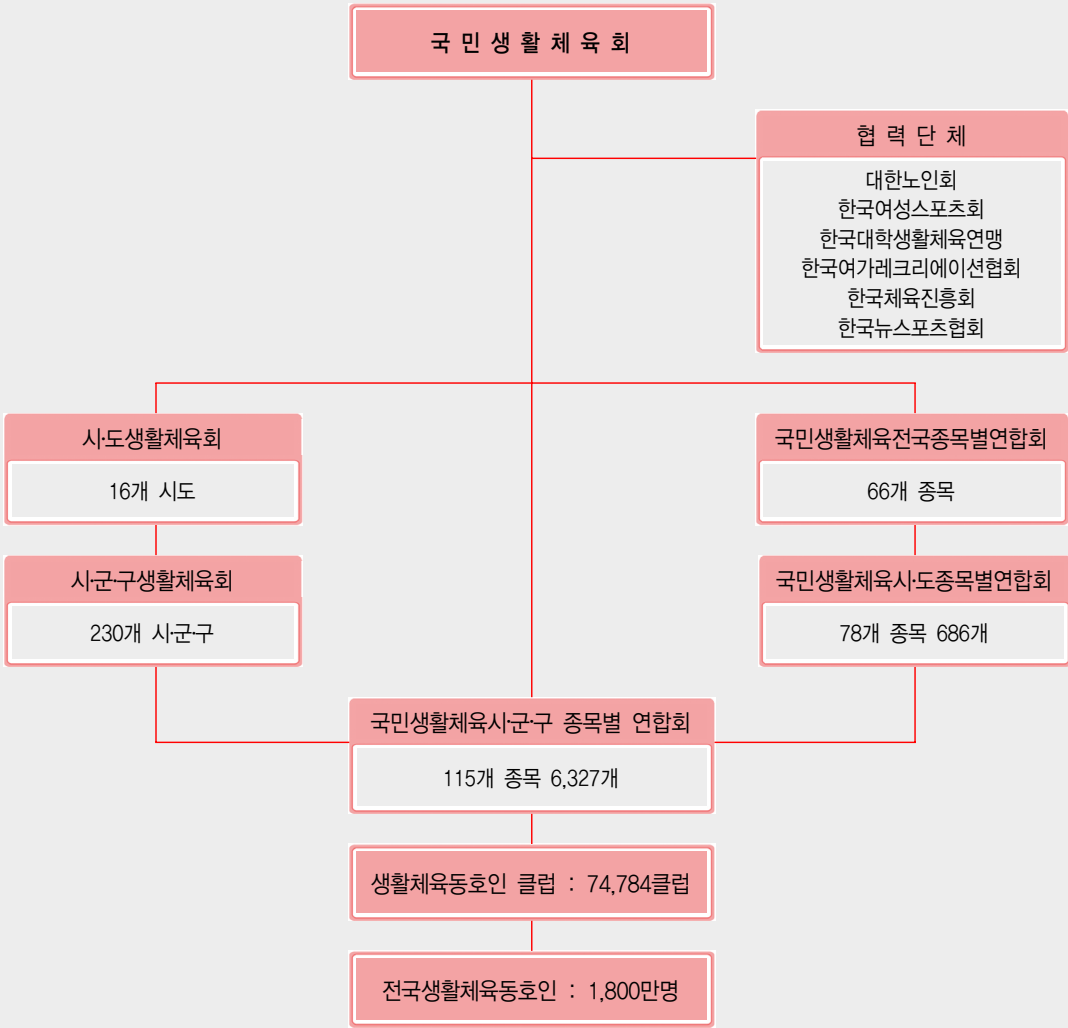 국 민 생 활 체 육 회
협 력 단 체
대한노인회
한국여성스포츠회
한국대학생활체육연맹
한국여가레크리에이션협회
한국체육진흥회
한국뉴스포츠협회
시·도생활체육회
16개 시도
국민생활체육전국종목별연합회
66개 종목
시·군·구생활체육회
230개 시·군·구
국민생활체육시·도종목별연합회
78개 종목 686개
국민생활체육시·군·구 종목별 연합회
115개 종목 6,327개
생활체육동호인 클럽 : 74,784클럽
전국생활체육동호인 : 1,800만명